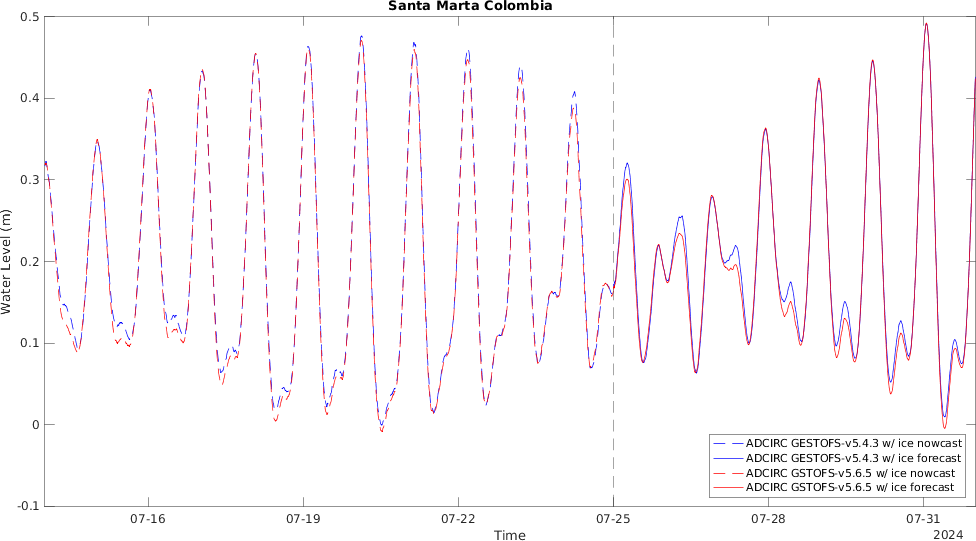 Santa Marta Colombia
0.5
0.4
0.3
0.2
0.1
0
-0.1
Water Level (m)
ADCIRC GESTOFS-v5.4.3 w/ ice nowcast
ADCIRC GESTOFS-v5.4.3 w/ ice forecast
ADCIRC GSTOFS-v5.6.5 w/ ice nowcast
ADCIRC GSTOFS-v5.6.5 w/ ice forecast
07-16 07-19 07-22 07-25 07-28 07-31
2024
Time